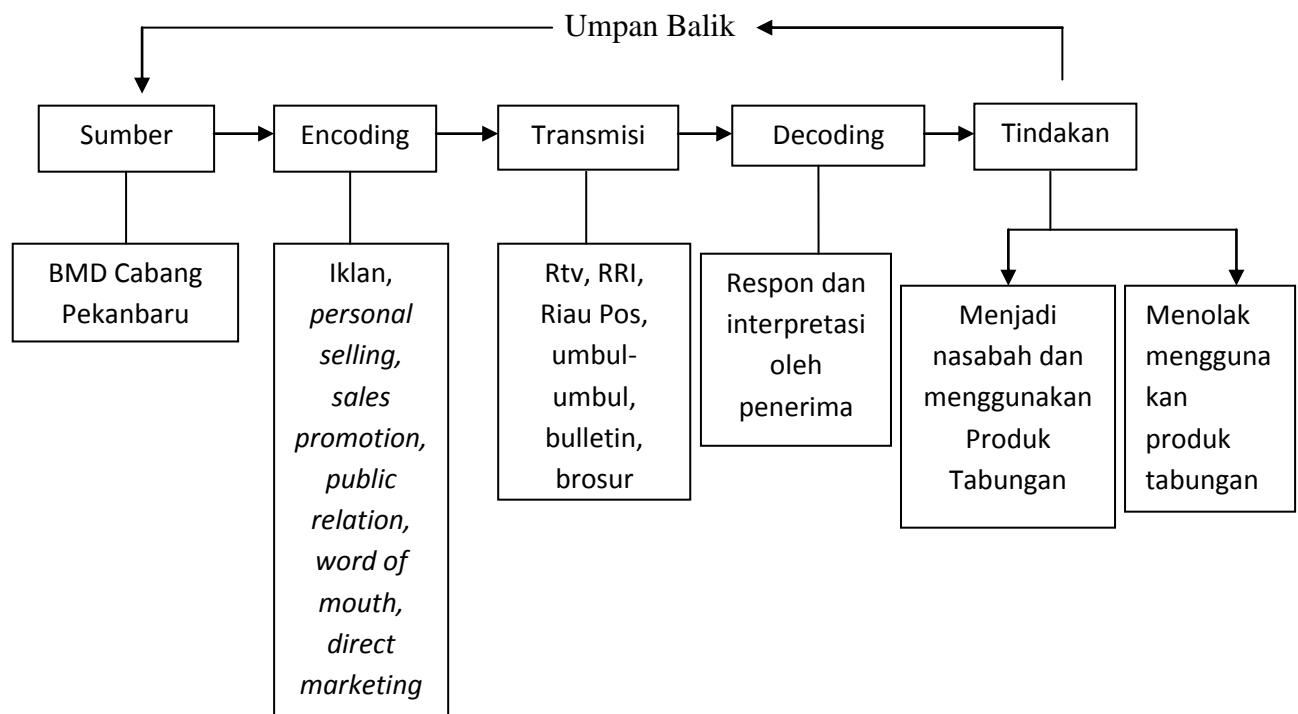 Umpan Balik
Sumber
Encoding
Transmisi
Decoding
Tindakan
BMD Cabang
Pekanbaru
Iklan,
personal
selling,
sales
promotion,
public
relation,
word of
mouth,
direct
marketing
Rtv, RRI,
Riau Pos,
umbul-
umbul,
bulletin,
brosur
Respon dan
interpretasi
oleh
penerima
Menjadi
nasabah dan
menggunakan
Produk
Tabungan
Menolak
mengguna
kan
produk
tabungan